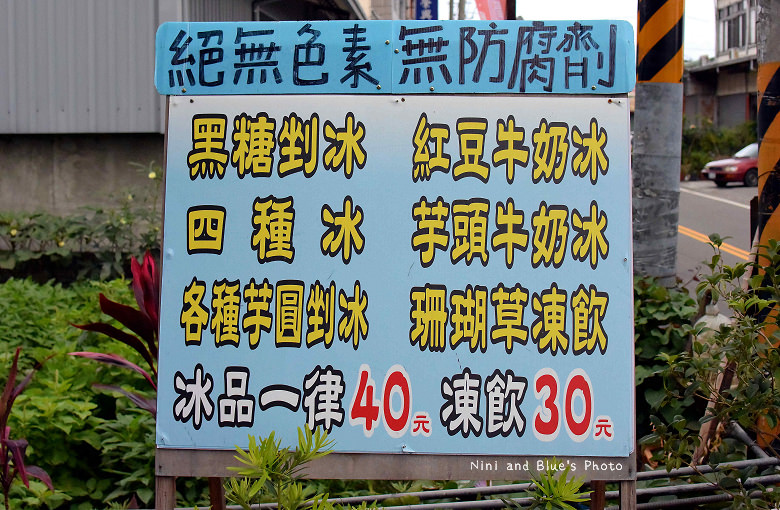 絕無色素 無防腐劑
黑糖剉冰 紅豆牛奶冰
四種冰 芋頭牛奶冰
各種芋圓剉冰 珊瑚草凍飲
冰品一律40元 凍飲30元
Nini and Blue's Photo